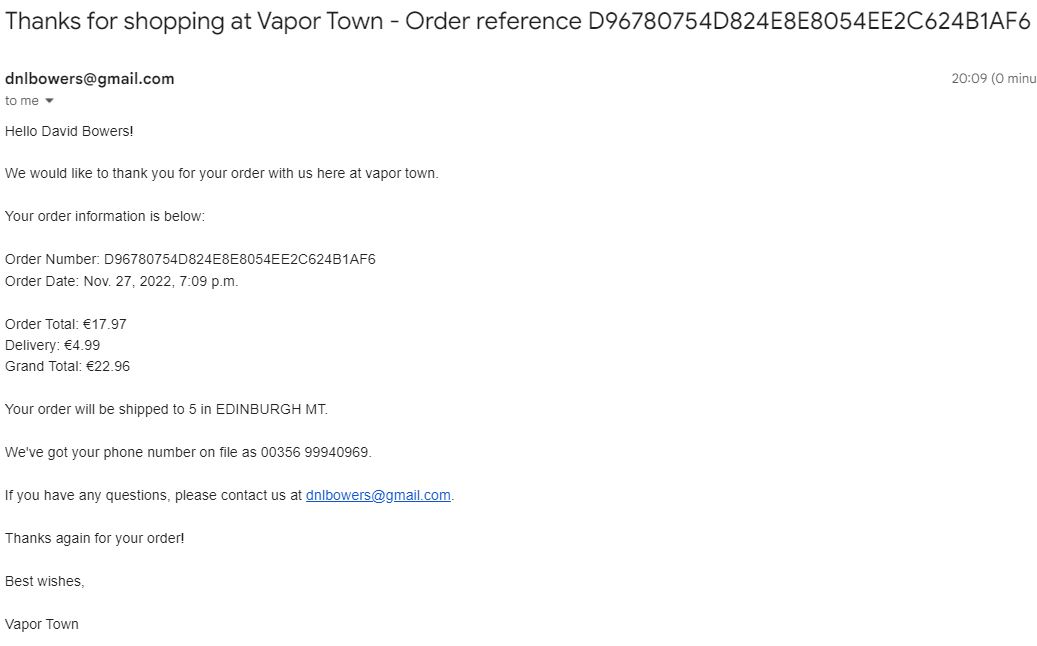 Thanks for shopping at Vapor Town - Order reference D96780754D824E8E8054EE2C624B1AF6
dnlbowers@gmail.com 20:09 (0 minu
to me
Hello David Bowers!
We would like to thank you for your order with us here at vapor town.
Your order information is below:
Order Number: D96780754D824E8E8054EE2C624B1AF6
Order Date: Nov. 27, 2022, 7:09 p.m.
Order Total: €17.97
Delivery: €4.99
Grand Total: €22.96
Your order will be shipped to 5 in EDINBURGH MT.
We've got your phone number on file as 00356 99940969.
If you have any questions, please contact us at dnlbowers@gmail.com.
Thanks again for your order!
Best wishes,
Vapor Town